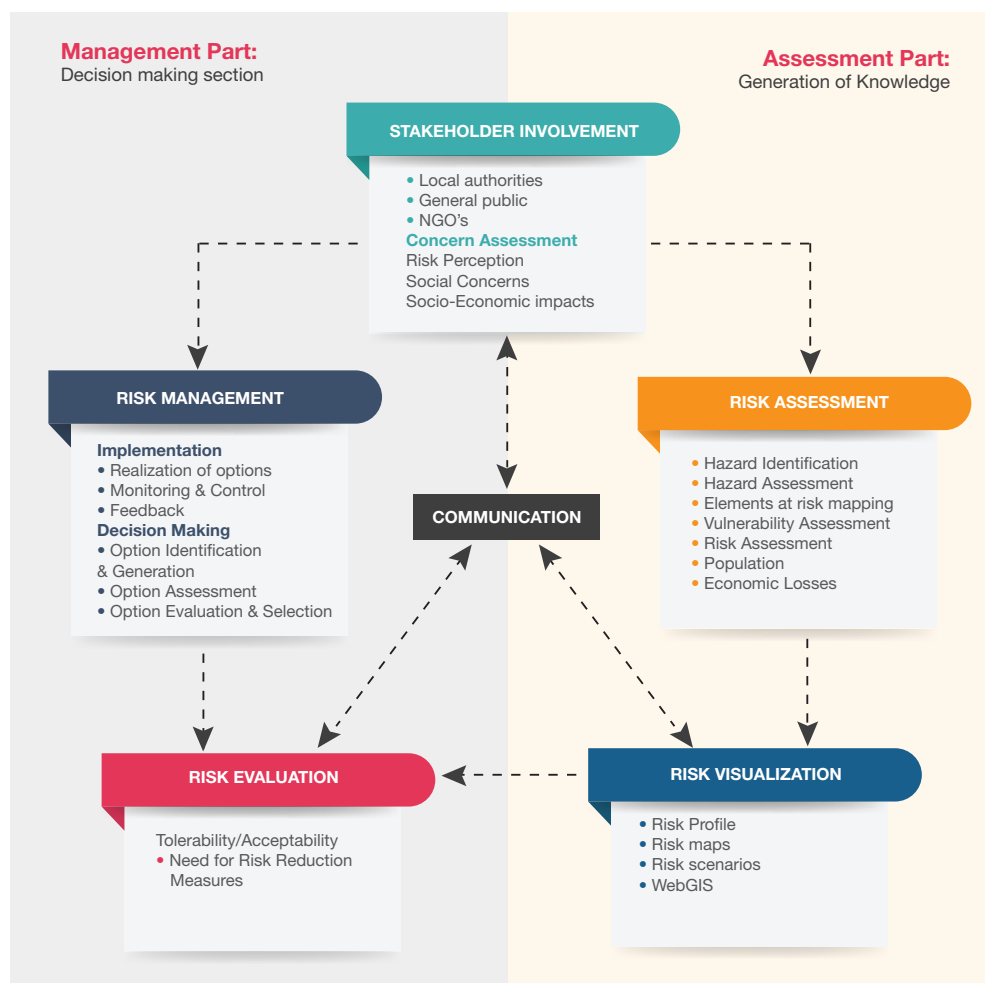 Management Part:
Decision making section
Assessment Part:
Generation of Knowledge
STAKEHOLDER INVOLVEMENT
• Local authorities
• General public
• NGO's
Concern Assessment
Risk Perception
Social Concerns
Socio-Economic impacts
RISK MANAGEMENT
Implementation
• Realization of options
• Monitoring & Control
• Feedback
Decision Making
• Option Identification
& Generation
• Option Assessment
• Option Evaluation & Selection
RISK ASSESSMENT
• Hazard Identification
• Hazard Assessment
• Elements at risk mapping
• Vulnerability Assessment
• Risk Assessment
• Population
• Economic Losses
COMMUNICATION
RISK EVALUATION
Tolerability/Acceptability
• Need for Risk Reduction
Measures
RISK VISUALIZATION
• Risk Profile
• Risk maps
• Risk scenarios
• WebGIS